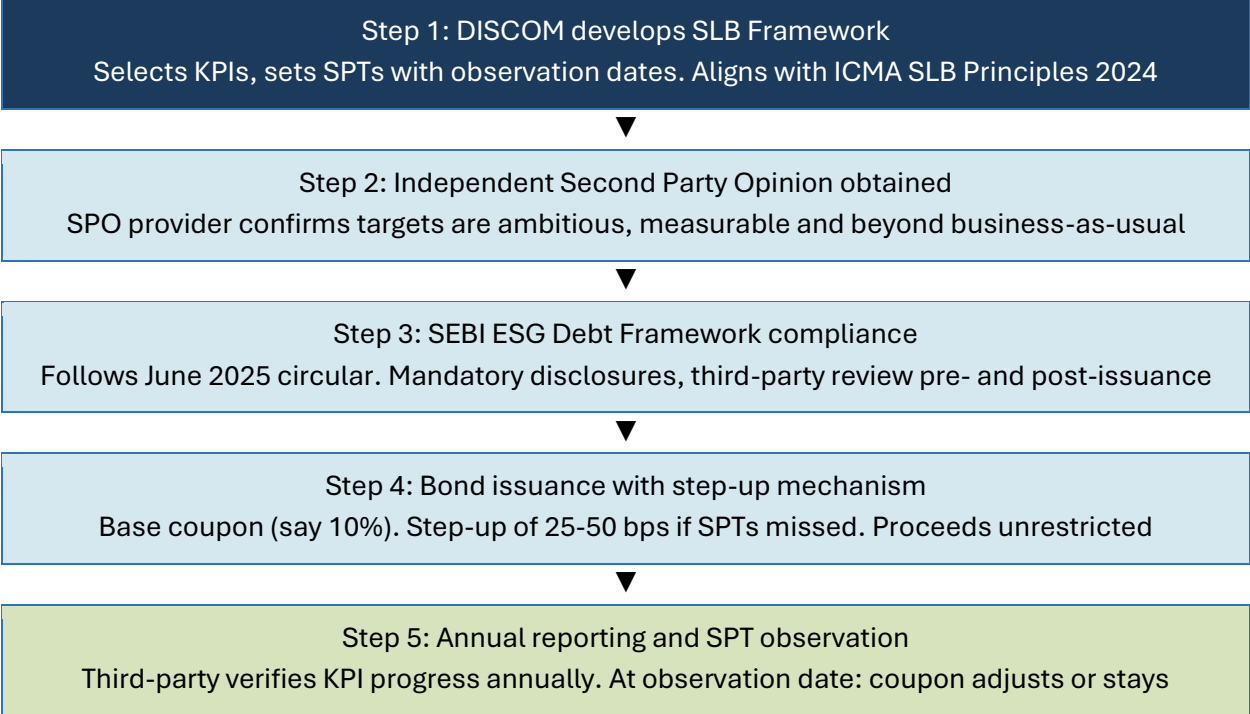 Step 1: DISCOM develops SLB Framework
Selects KPIs, sets SPTs with observation dates. Aligns with ICMA SLB Principles 2024
Step 2: Independent Second Party Opinion obtained
SPO provider confirms targets are ambitious, measurable and beyond business-as-usual
Step 3: SEBI ESG Debt Framework compliance
Follows June 2025 circular. Mandatory disclosures, third-party review pre- and post-issuance
Step 4: Bond issuance with step-up mechanism
Base coupon (say 10%). Step-up of 25-50 bps if SPTs missed. Proceeds unrestricted
Step 5: Annual reporting and SPT observation
Third-party verifies KPI progress annually. At observation date: coupon adjusts or stays